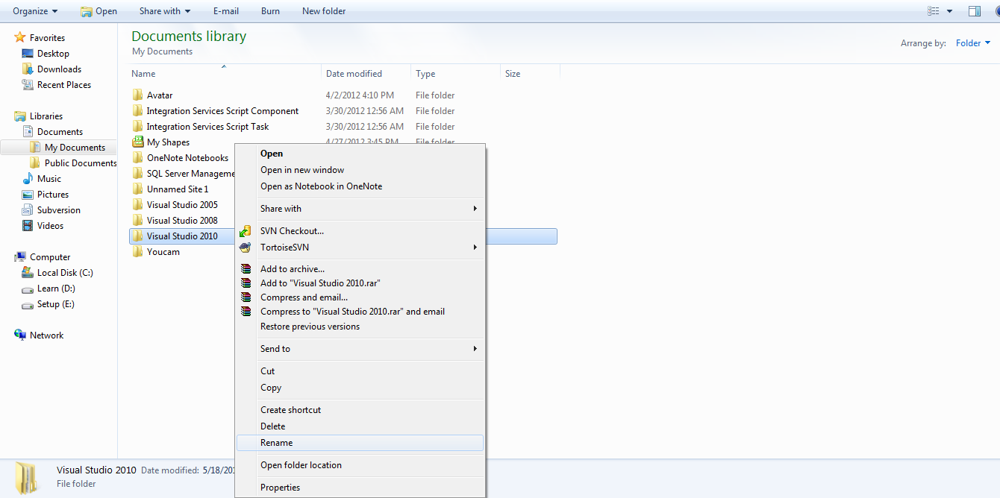 Organize Open Share with E-mail Burn New folder
Favorites
Desktop
Downloads
Recent Places
Libraries
Documents
My Documents
Public Documents
Music
Pictures
Subversion
Videos
Computer
Local Disk (C:)
Learn (D:)
Setup (E:)
Network
Documents library
My Documents
Arrange by: Folder
Name Date modified Type Size
Avatar 4/2/2012 4:10 PM File folder
Integration Services Script Component 3/30/2012 12:56 AM File folder
Integration Services Script Task 3/30/2012 12:56 AM File folder
My Shapes 4/27/2012 3:45 PM File folder
OneNote Notebooks
SQL Server Manageme
Unnamed Site 1
Visual Studio 2005
Visual Studio 2008
Visual Studio 2010
Youcam
Open
Open in new window
Open as Notebook in OneNote
Share with
SVN Checkout...
TortoiseSVN
Add to archive...
Add to "Visual Studio 2010.rar"
Compress and email...
Compress to "Visual Studio 2010.rar" and email
Restore previous versions
Send to
Cut
Copy
Create shortcut
Delete
Rename
Open folder location
Properties
Visual Studio 2010 Date modified: 5/18/201
File folder